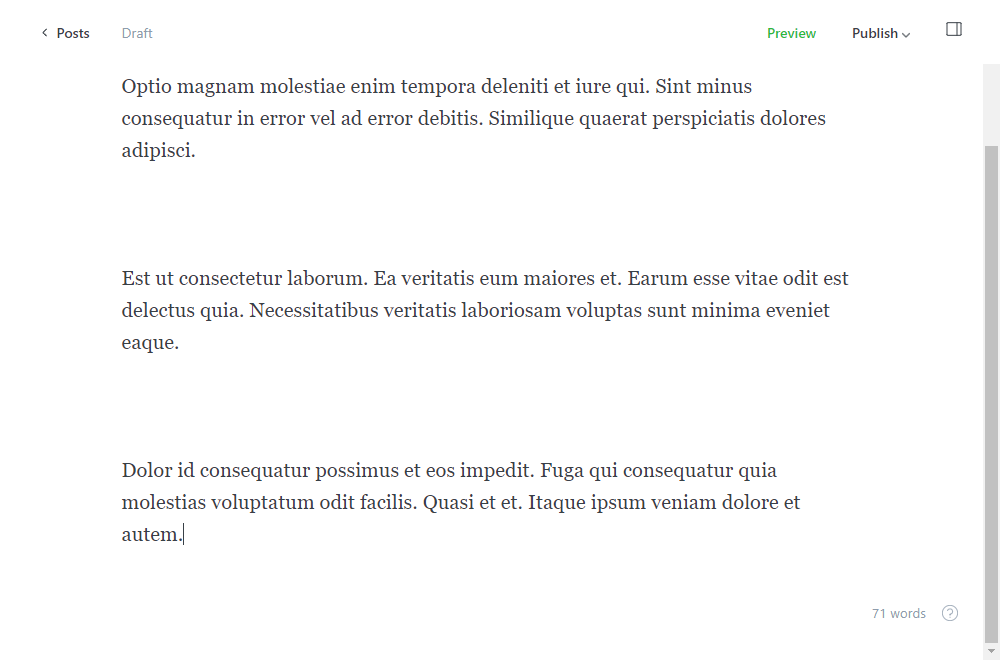 Posts Draft Preview Publish
Optio magnam molestiae enim tempora deleniti et iure qui. Sint minus
consequatur in error vel ad error debitis. Similique quaerat perspiciatis dolores
adipisci.
Est ut consectetur laborum. Ea veritatis eum maiores et. Earum esse vitae odit est
delectus quia. Necessitatibus veritatis laboriosam voluptas sunt minima eveniet
eaque.
Dolor id consequatur possimus et eos impedit. Fuga qui consequatur quia
molestias voluptatum odit facilis. Quasi et et. Itaque ipsum veniam dolore et
autem.
71 words ?